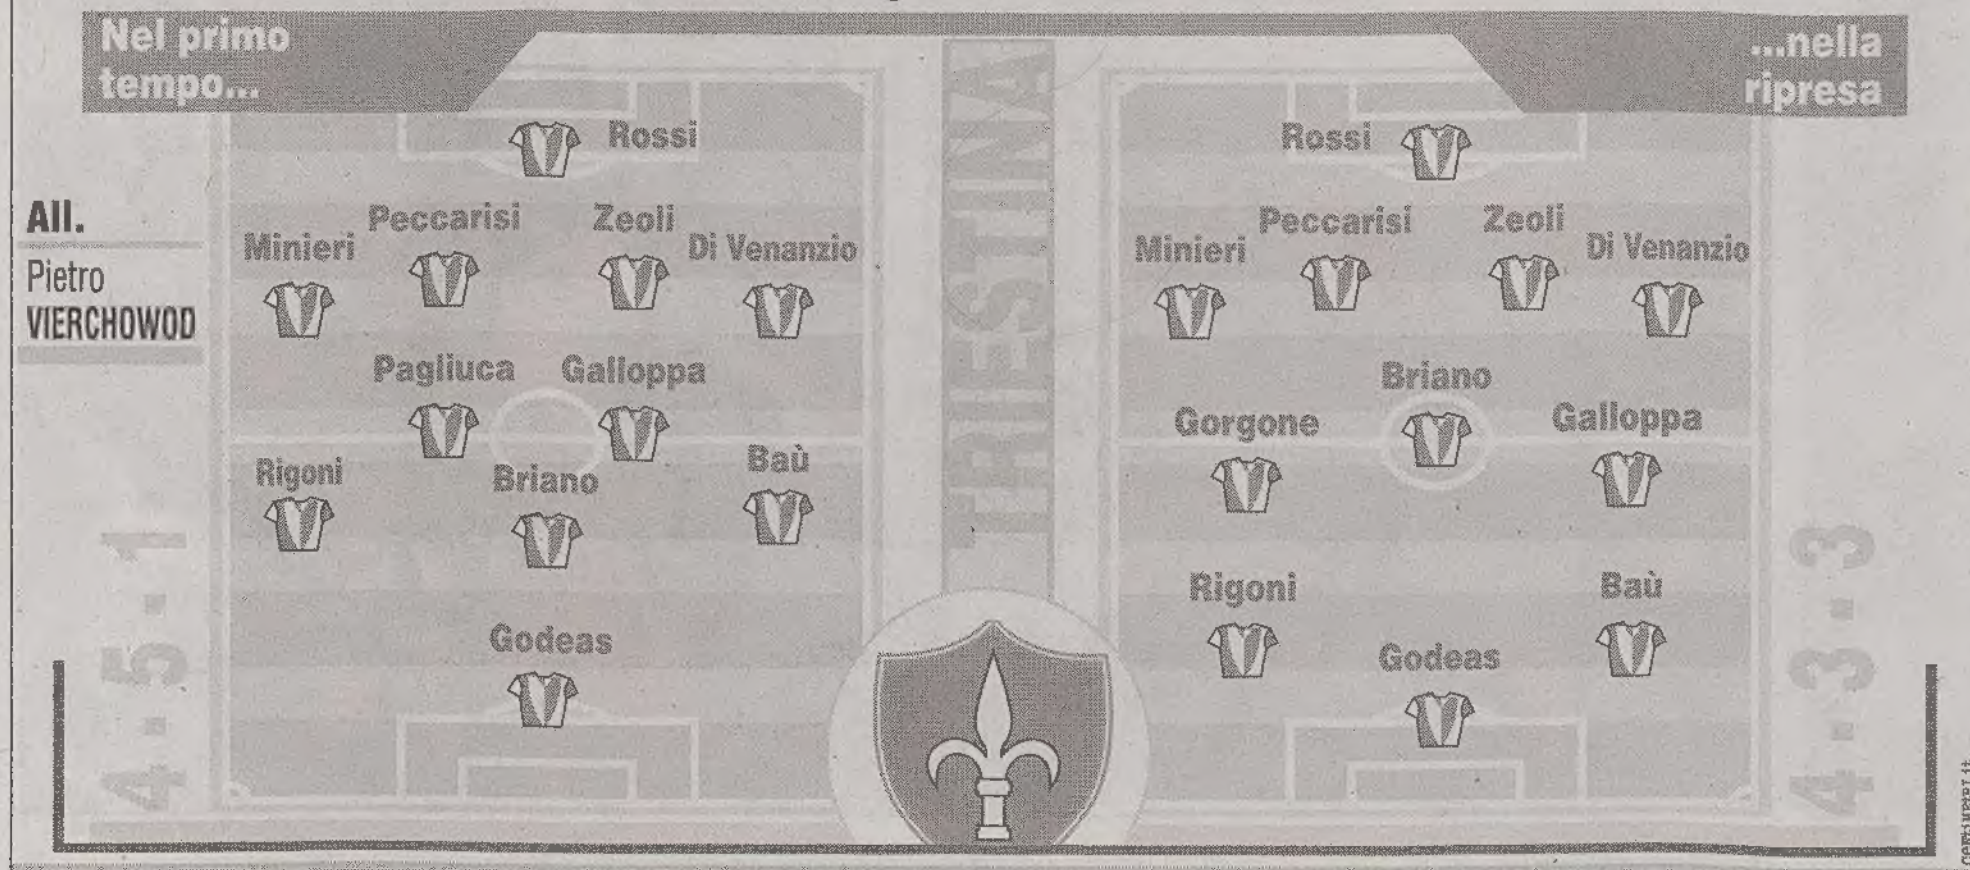 Nel primo
tempo...
...nella
ripresa
All.
Pietro
VIERCHOWOD
4-5-1
Rossi
Peccarisi
Zeoli
Minieri
Di Venanzio
Pagliuca
Galloppa
Rigoni
Briano
Baù
Godeas
TRIESTINA
Rossi
Peccarisi
Zeoli
Minieri
Di Venanzio
Briano
Gorgone
Galloppa
Rigoni
Baù
Godeas
4-3-3